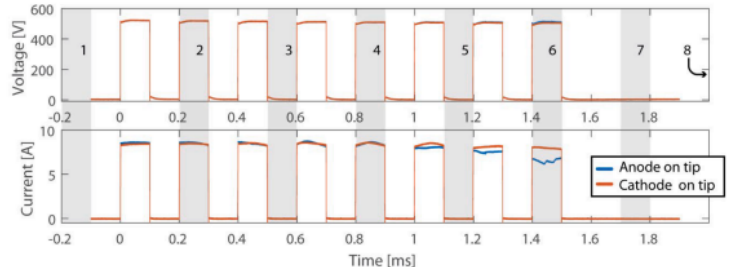 600
400
200
0
Voltage [V]
1 2 3 4 5 6 7 8
-0.2 0 0.2 0.4 0.6 0.8 1 1.2 1.4 1.6 1.8
10
5
0
Current [A]
Anode on tip
Cathode on tip
-0.2 0 0.2 0.4 0.6 0.8 1 1.2 1.4 1.6 1.8
Time [ms]